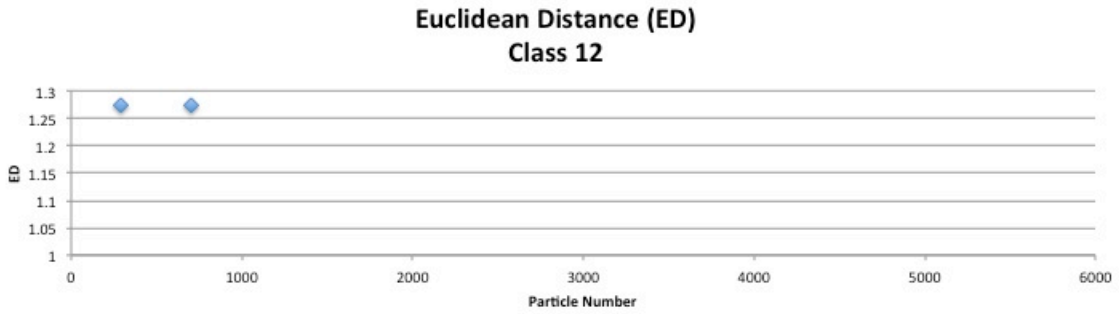 Euclidean Distance (ED)
Class 12
1.3
1.25
1.2
1.15
1.1
1.05
1
ED
0 1000 2000 3000 4000 5000 6000
Particle Number